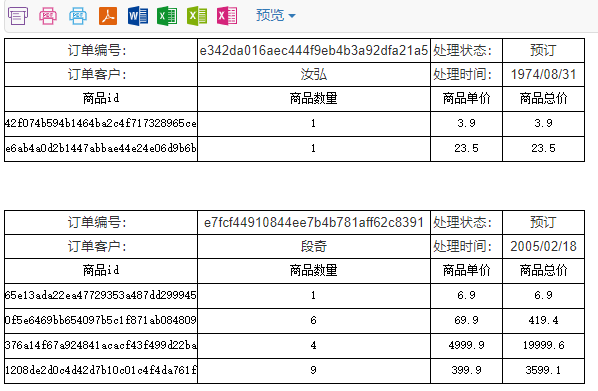 预览
订单编号: e342da016aec444f9eb4b3a92dfa21a5 处理状态: 预订
订单客户: 汝弘 处理时间: 1974/08/31
商品id 商品数量 商品单价 商品总价
42f074b594b1464ba2c4f717328965ce 1 3.9 3.9
e6ab4a0d2b1447abbae44e24e06d9b6b 1 23.5 23.5
订单编号: e7fcf44910844ee7b4b781aff62c8391 处理状态: 预订
订单客户: 段奇 处理时间: 2005/02/18
商品id 商品数量 商品单价 商品总价
65e13ada22ea47729353a487dd299945 1 6.9 6.9
0f5e6469bb654097b5c1f871ab084809 6 69.9 419.4
376a14f67a924841acacf43f499d22ba 4 4999.9 19999.6
1208de2d0c4d42d7b10c01c4f4da761f 9 399.9 3599.1